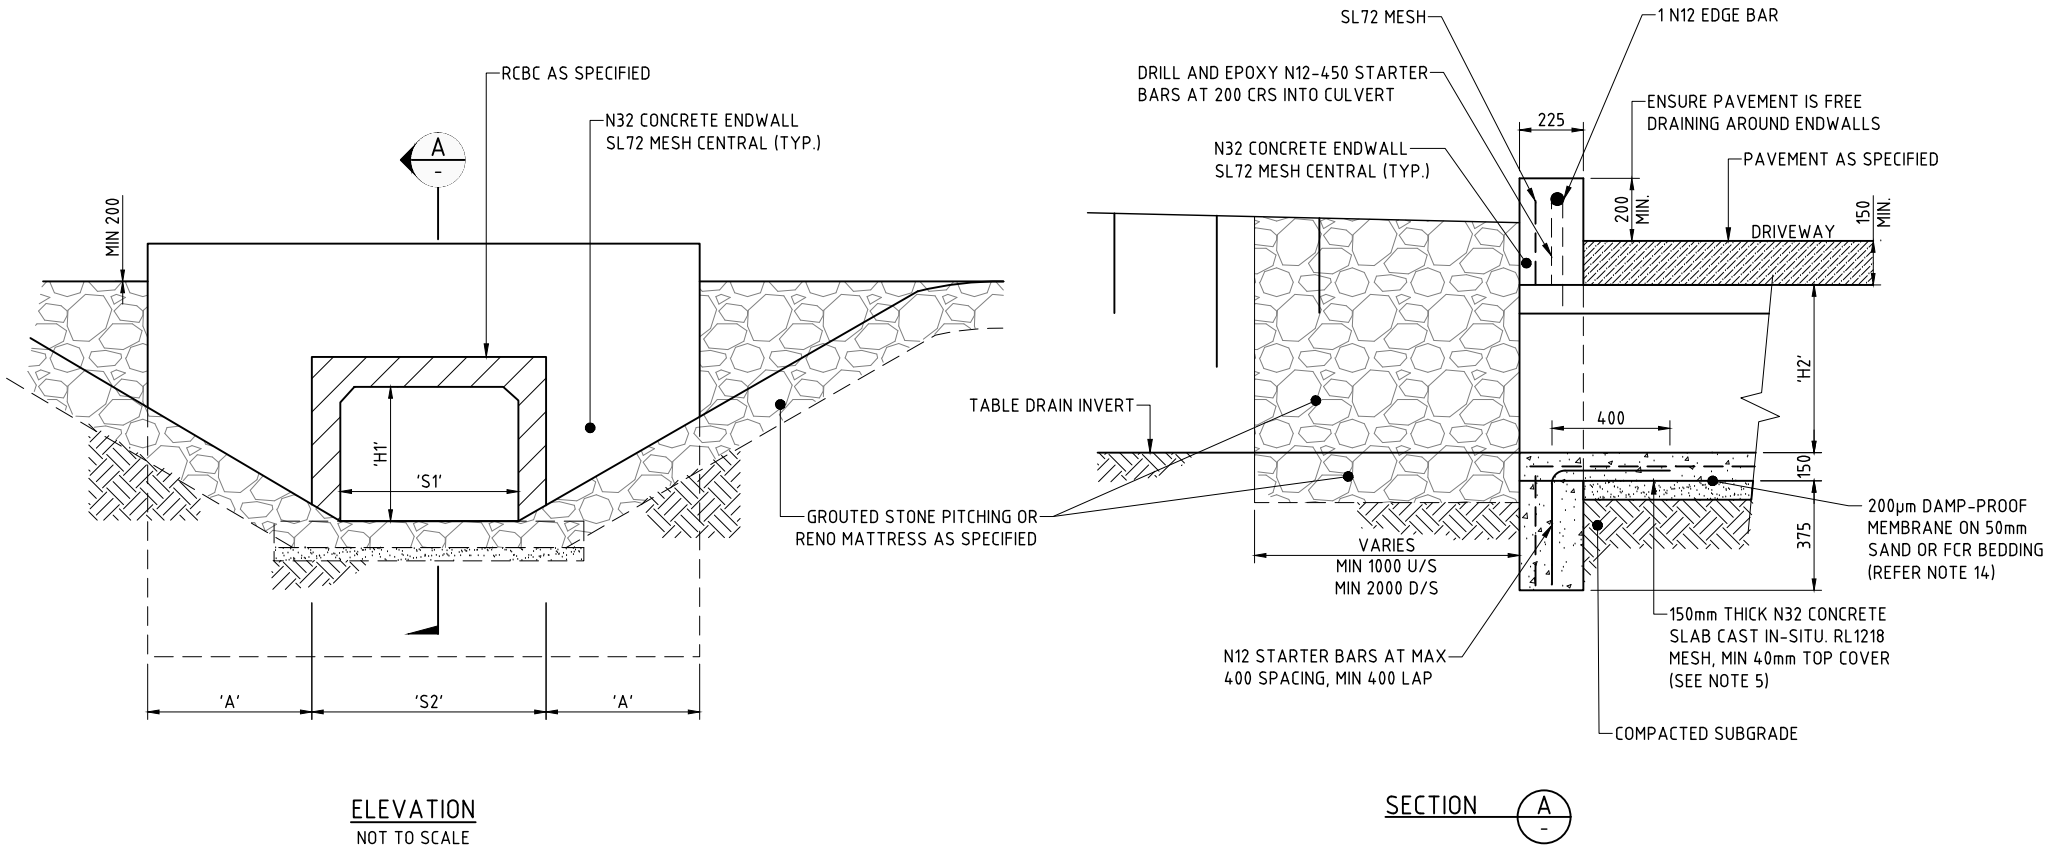 RCBC AS SPECIFIED
N32 CONCRETE ENDWALL
SL72 MESH CENTRAL (TYP.)
A
-
MIN 200
'H1'
'S1'
'A'
'S2'
'A'
GROUTED STONE PITCHING OR
RENO MATTRESS AS SPECIFIED
ELEVATION
NOT TO SCALE
SL72 MESH
1 N12 EDGE BAR
DRILL AND EPOXY N12-450 STARTER
BARS AT 200 CRS INTO CULVERT
N32 CONCRETE ENDWALL
SL72 MESH CENTRAL (TYP.)
225
ENSURE PAVEMENT IS FREE
DRAINING AROUND ENDWALLS
PAVEMENT AS SPECIFIED
200
MIN.
150
MIN.
DRIVEWAY
TABLE DRAIN INVERT
'H2'
400
150
375
VARIES
MIN 1000 U/S
MIN 2000 D/S
200µm DAMP-PROOF
MEMBRANE ON 50mm
SAND OR FCR BEDDING
(REFER NOTE 14)
150mm THICK N32 CONCRETE
SLAB CAST IN-SITU. RL1218
MESH, MIN 40mm TOP COVER
(SEE NOTE 5)
N12 STARTER BARS AT MAX
400 SPACING, MIN 400 LAP
COMPACTED SUBGRADE
SECTION
A
-